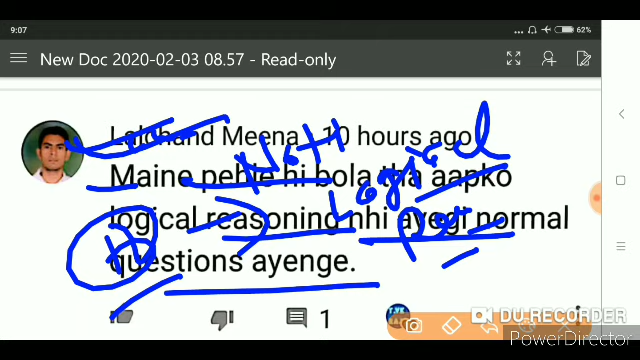 9:07
62%
New Doc 2020-02-03 08.57 - Read-only
Lalchand Meena · 10 hours ago
Maine pehle hi bola tha aapko
logical reasoning nhi ayegi normal
questions ayenge.
Logical
1
DU RECORDER
PowerDirector